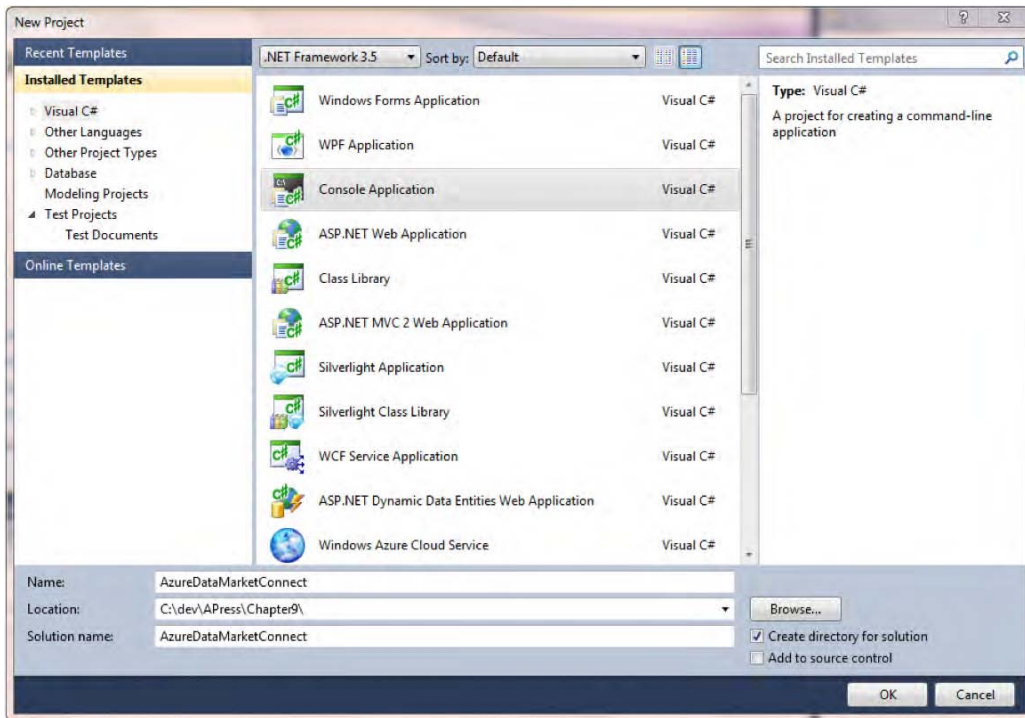 New Project
Recent Templates
Installed Templates
Visual C#
Other Languages
Other Project Types
Database
Modeling Projects
Test Projects
Test Documents
Online Templates
.NET Framework 3.5
Sort by: Default
Windows Forms Application Visual C#
WPF Application Visual C#
Console Application Visual C#
ASP.NET Web Application Visual C#
Class Library Visual C#
ASP.NET MVC 2 Web Application Visual C#
Silverlight Application Visual C#
Silverlight Class Library Visual C#
WCF Service Application Visual C#
ASP.NET Dynamic Data Entities Web Application Visual C#
Windows Azure Cloud Service Visual C#
Search Installed Templates
Type: Visual C#
A project for creating a command-line
application
Name: AzureDataMarketConnect
Location: C:\dev\APress\Chapter9\
Browse...
Solution name: AzureDataMarketConnect
Create directory for solution
Add to source control
OK Cancel